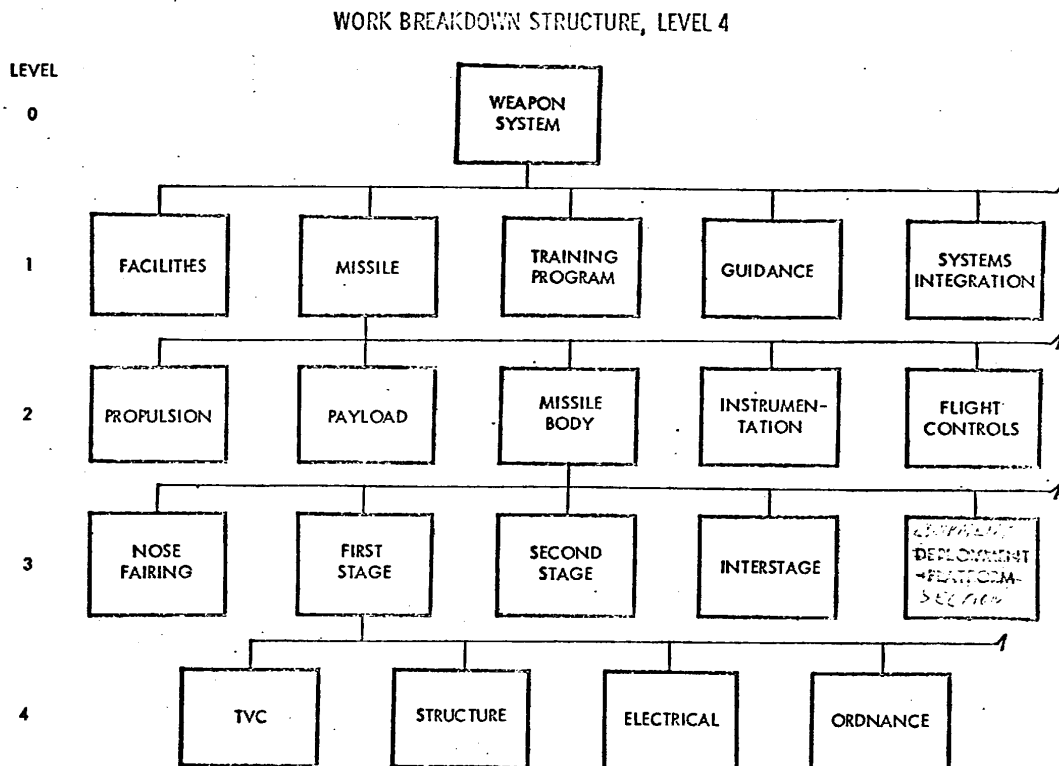 WORK BREAKDOWN STRUCTURE, LEVEL 4
LEVEL
0
WEAPON
SYSTEM
1
FACILITIES
MISSILE
TRAINING
PROGRAM
GUIDANCE
SYSTEMS
INTEGRATION
2
PROPULSION
PAYLOAD
MISSILE
BODY
INSTRUMEN-
TATION
FLIGHT
CONTROLS
3
NOSE
FAIRING
FIRST
STAGE
SECOND
STAGE
INTERSTAGE
DEPLOYMENT
PLATFORM
SECTION
4
TVC
STRUCTURE
ELECTRICAL
ORDNANCE